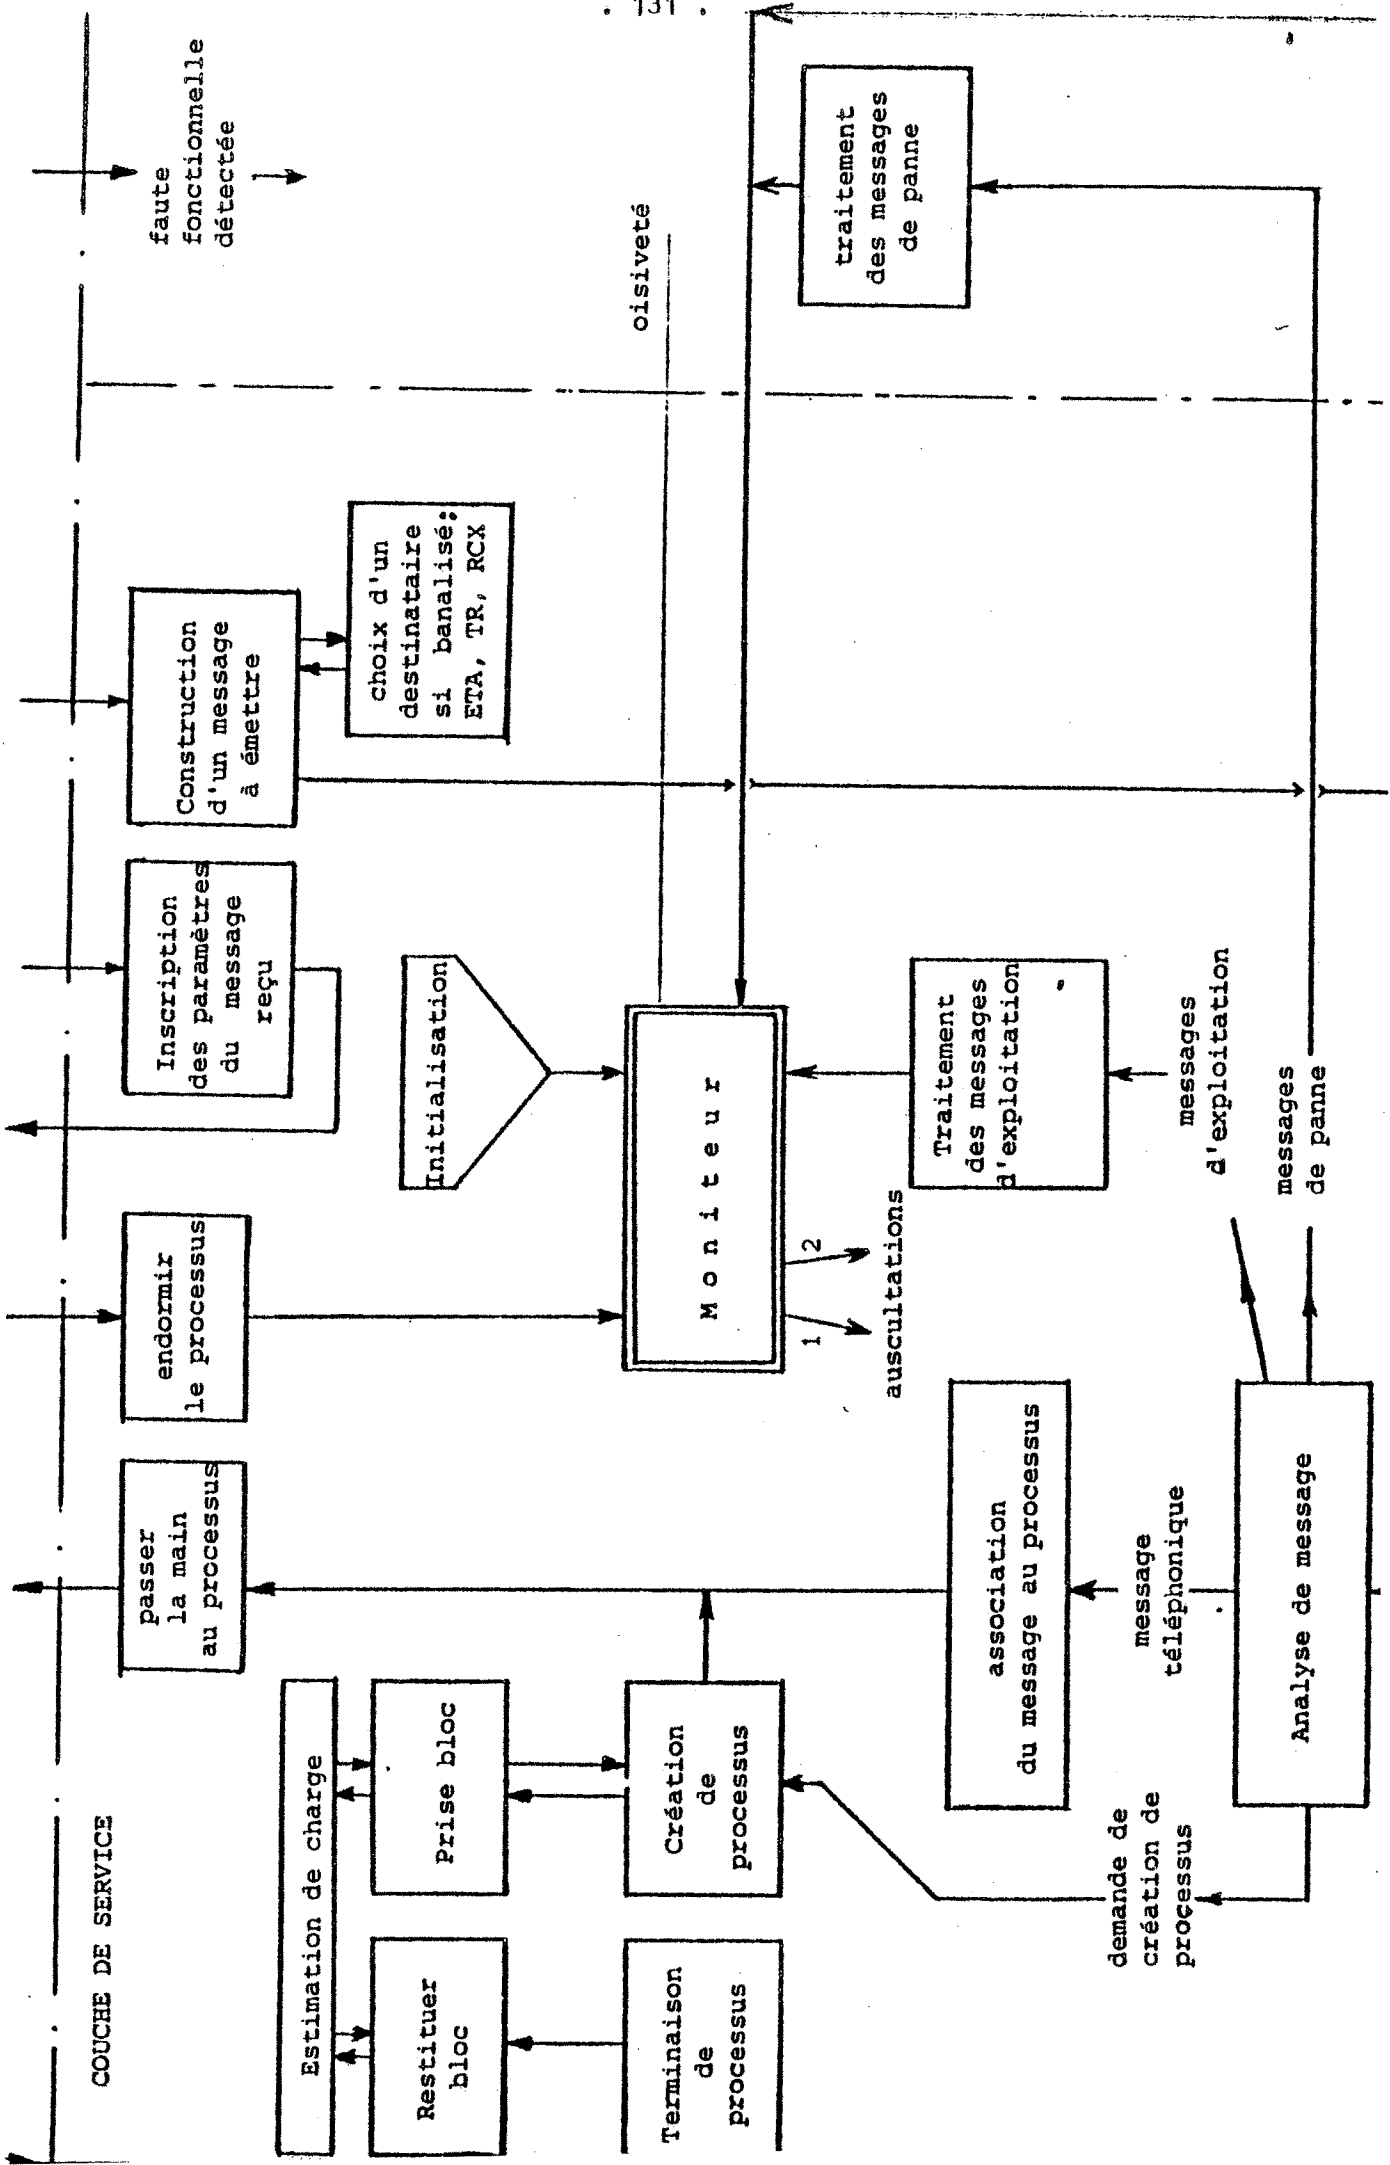 . 131 .
COUCHE DE SERVICE
faute
fonctionnelle
détectée
passer
la main
au processus
endormir
le processus
Inscription
des paramètres
du message
reçu
Construction
d'un message
à émettre
Estimation de charge
choix d'un
destinataire
si banalisé:
ETA, TR, RCX
Restituer
bloc
Prise bloc
Initialisation
oisiveté
Terminaison
de
processus
Création
de
processus
Moniteur
1
2
auscultations
traitement
des messages
de panne
association
du message au processus
Traitement
des messages
d'exploitation
demande de
création de
processus
message
téléphonique
messages
d'exploitation
Analyse de message
messages
de panne